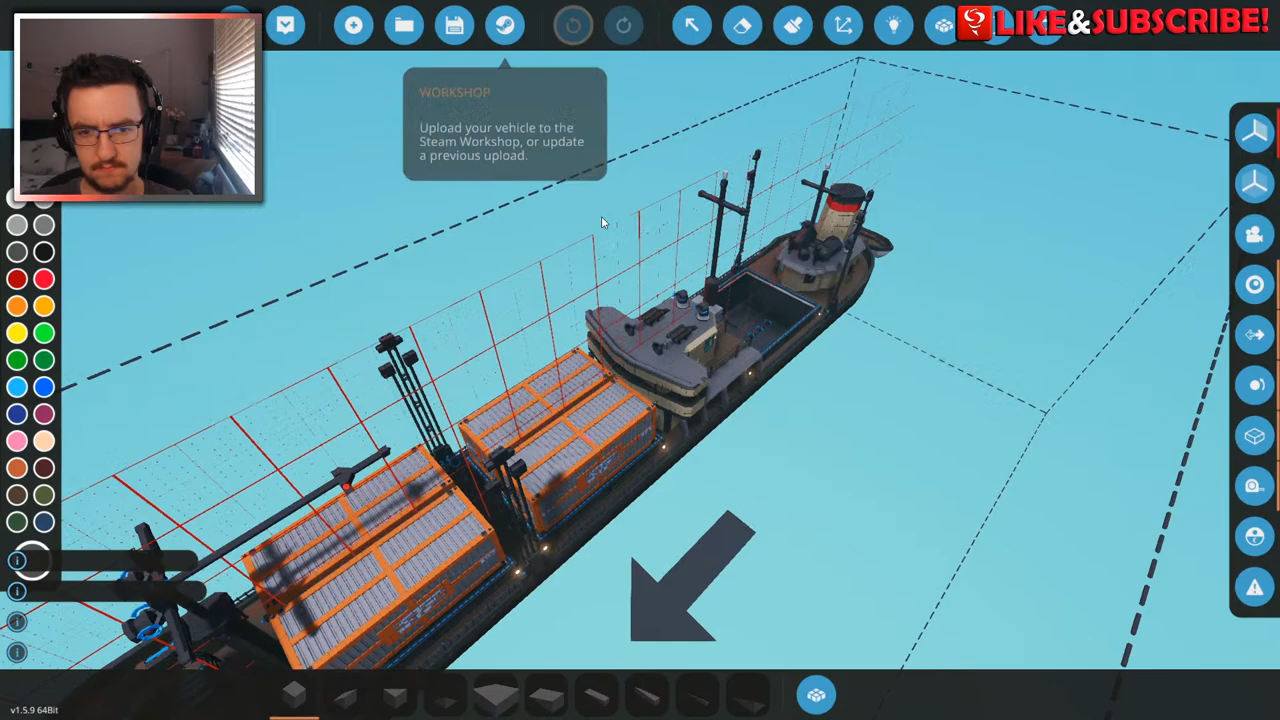 LIKE&SUBSCRIBE!
WORKSHOP
Upload your vehicle to the
Steam Workshop, or update
a previous upload.
v1.5.9 64Bit